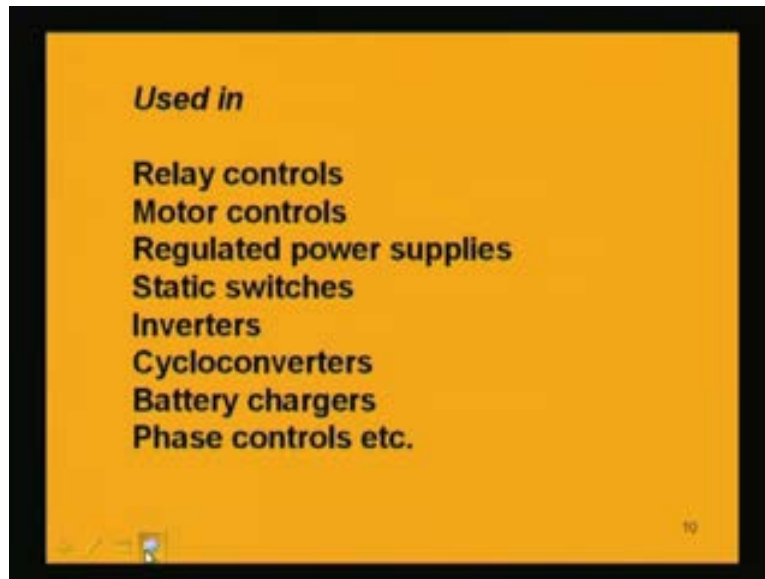 Used in
Relay controls
Motor controls
Regulated power supplies
Static switches
Inverters
Cycloconverters
Battery chargers
Phase controls etc.
10